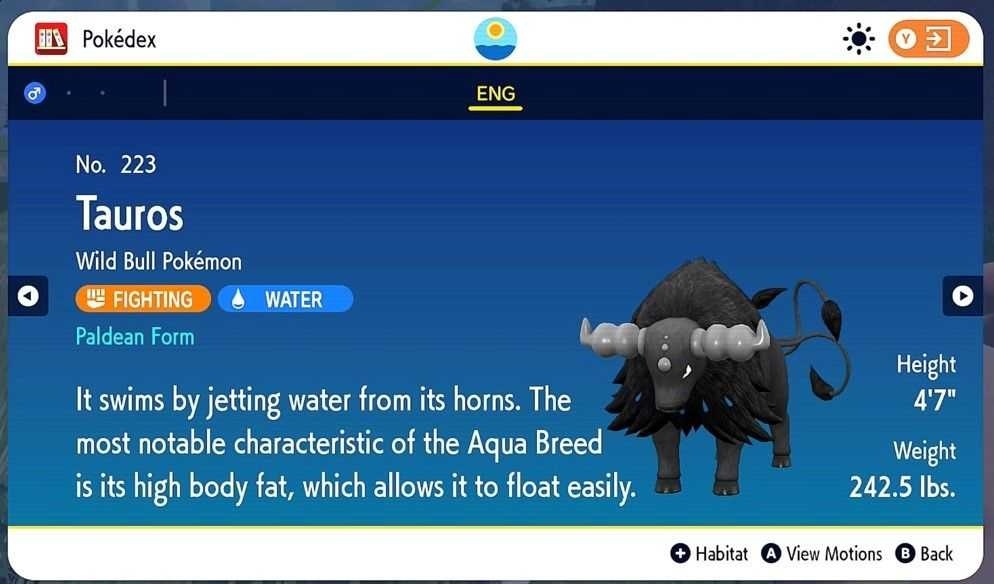 Pokédex
Y
ENG
No. 223
Tauros
Wild Bull Pokémon
FIGHTING WATER
Paldean Form
It swims by jetting water from its horns. The
most notable characteristic of the Aqua Breed
is its high body fat, which allows it to float easily.
Height
4'7"
Weight
242.5 lbs.
+ Habitat A View Motions B Back